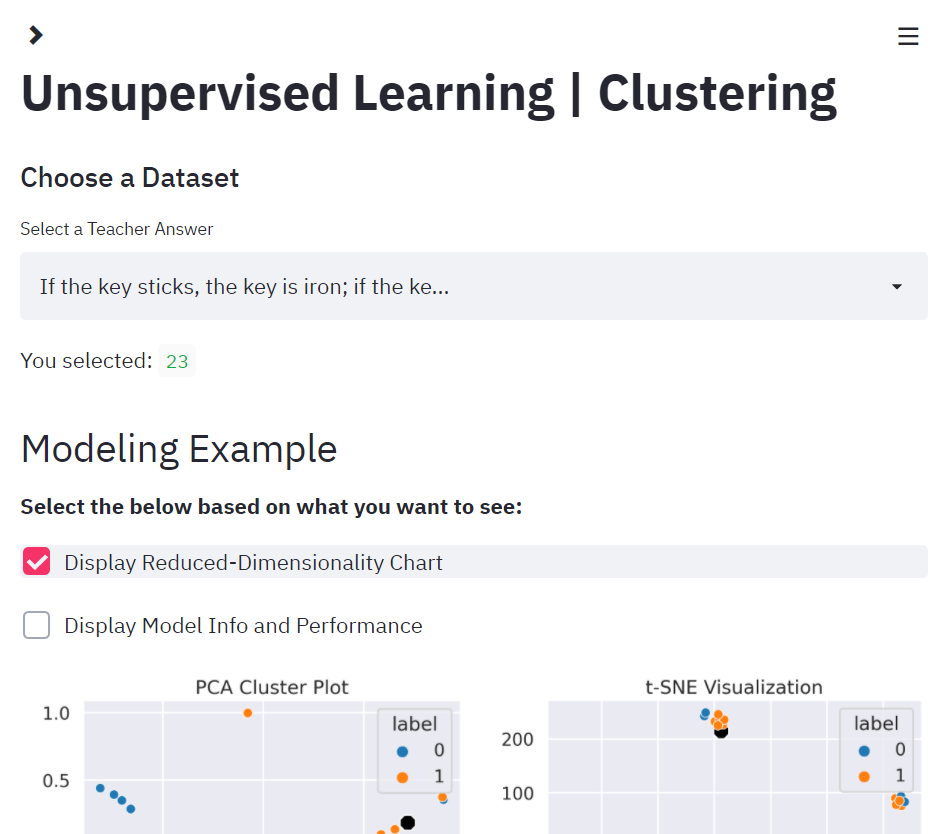 Unsupervised Learning | Clustering
Choose a Dataset
Select a Teacher Answer
If the key sticks, the key is iron; if the ke...
You selected: 23
Modeling Example
Select the below based on what you want to see:
Display Reduced-Dimensionality Chart
Display Model Info and Performance
PCA Cluster Plot
1.0
0.5
label
0
1
t-SNE Visualization
200
100
label
0
1